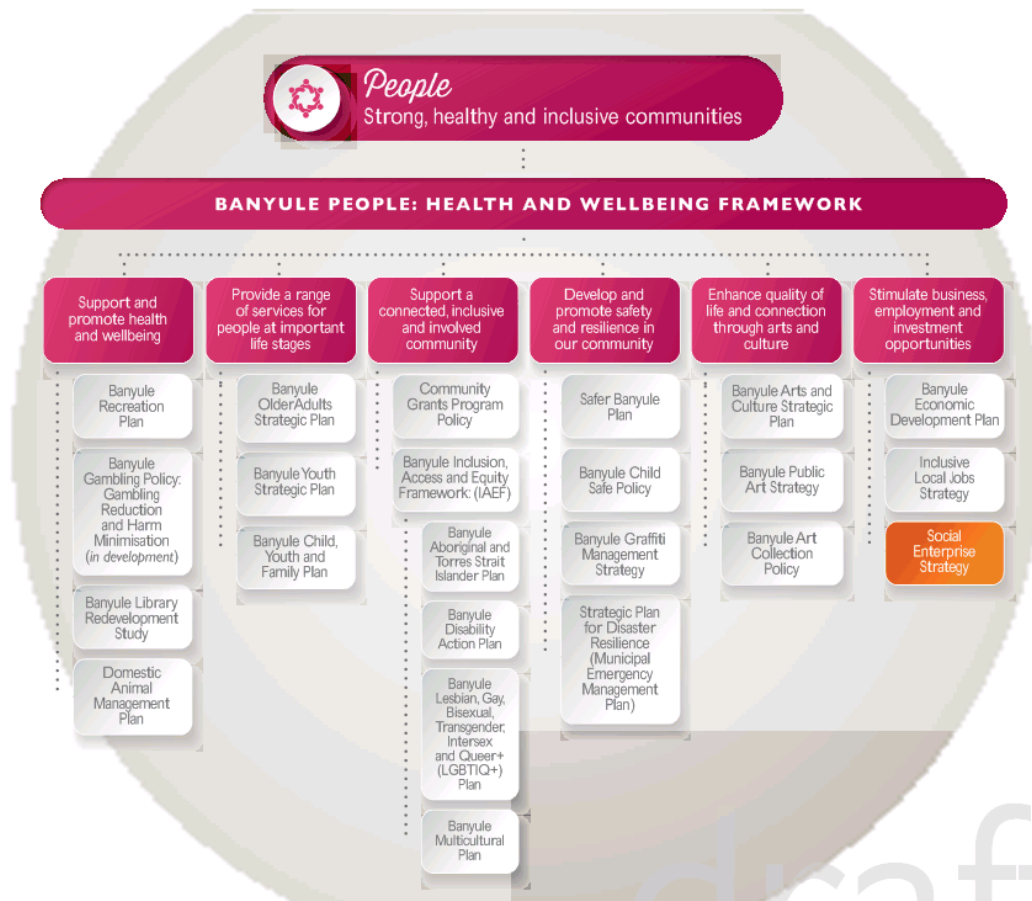 People
Strong, healthy and inclusive communities
BANYULE PEOPLE: HEALTH AND WELLBEING FRAMEWORK
Support and
promote health
and wellbeing
Banyule
Recreation
Plan
Banyule
Gambling Policy:
Gambling
Reduction
and Harm
Minimisation
(in development)
Banyule Library
Redevelopment
Study
Domestic
Animal
Management
Plan
Provide a range
of services for
people at important
life stages
Banyule
OlderAdults
Strategic Plan
Banyule Youth
Strategic Plan
Banyule Child,
Youth and
Family Plan
Support a
connected, inclusive
and involved
community
Community
Grants Program
Policy
Banyule Inclusion,
Access and Equity
Framework: (IAEF)
Banyule
Aboriginal and
Torres Strait
Islander Plan
Banyule
Disability
Action Plan
Banyule
Lesbian, Gay,
Bisexual,
Transgender,
Intersex
and Queer+
(LGBTIQ+)
Plan
Banyule
Multicultural
Plan
Develop and
promote safety
and resilience in
our community
Safer Banyule
Plan
Banyule Child
Safe Policy
Banyule Graffiti
Management
Strategy
Strategic Plan
for Disaster
Resilience
(Municipal
Emergency
Management
Plan)
Enhance quality of
life and connection
through arts and
culture
Banyule Arts and
Culture Strategic
Plan
Banyule Public
Art Strategy
Banyule Art
Collection
Policy
Stimulate business,
employment and
investment
opportunities
Banyule
Economic
Development Plan
Inclusive
Local Jobs
Strategy
Social
Enterprise
Strategy
draf